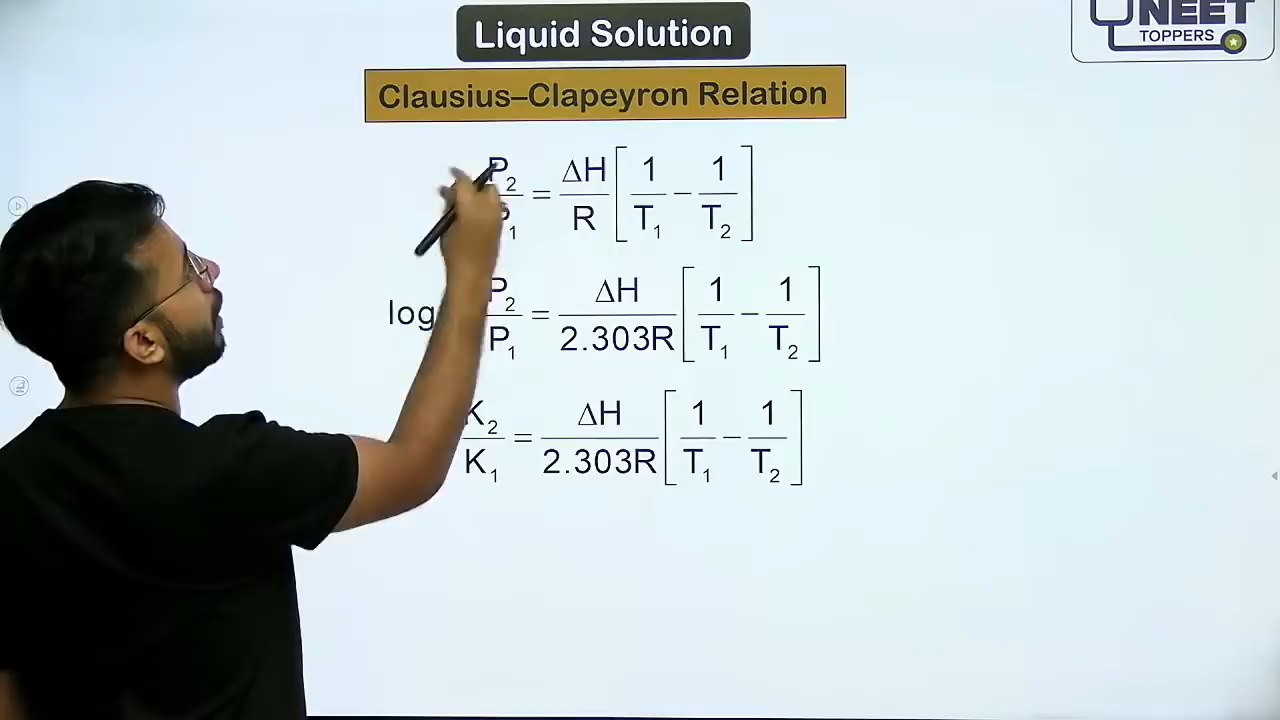 NEET
TOPPERS
Liquid Solution
Clausius–Clapeyron Relation
P₂/P₁ = ΔH/R [1/T₁ − 1/T₂]
log P₂/P₁ = ΔH/2.303R [1/T₁ − 1/T₂]
K₂/K₁ = ΔH/2.303R [1/T₁ − 1/T₂]